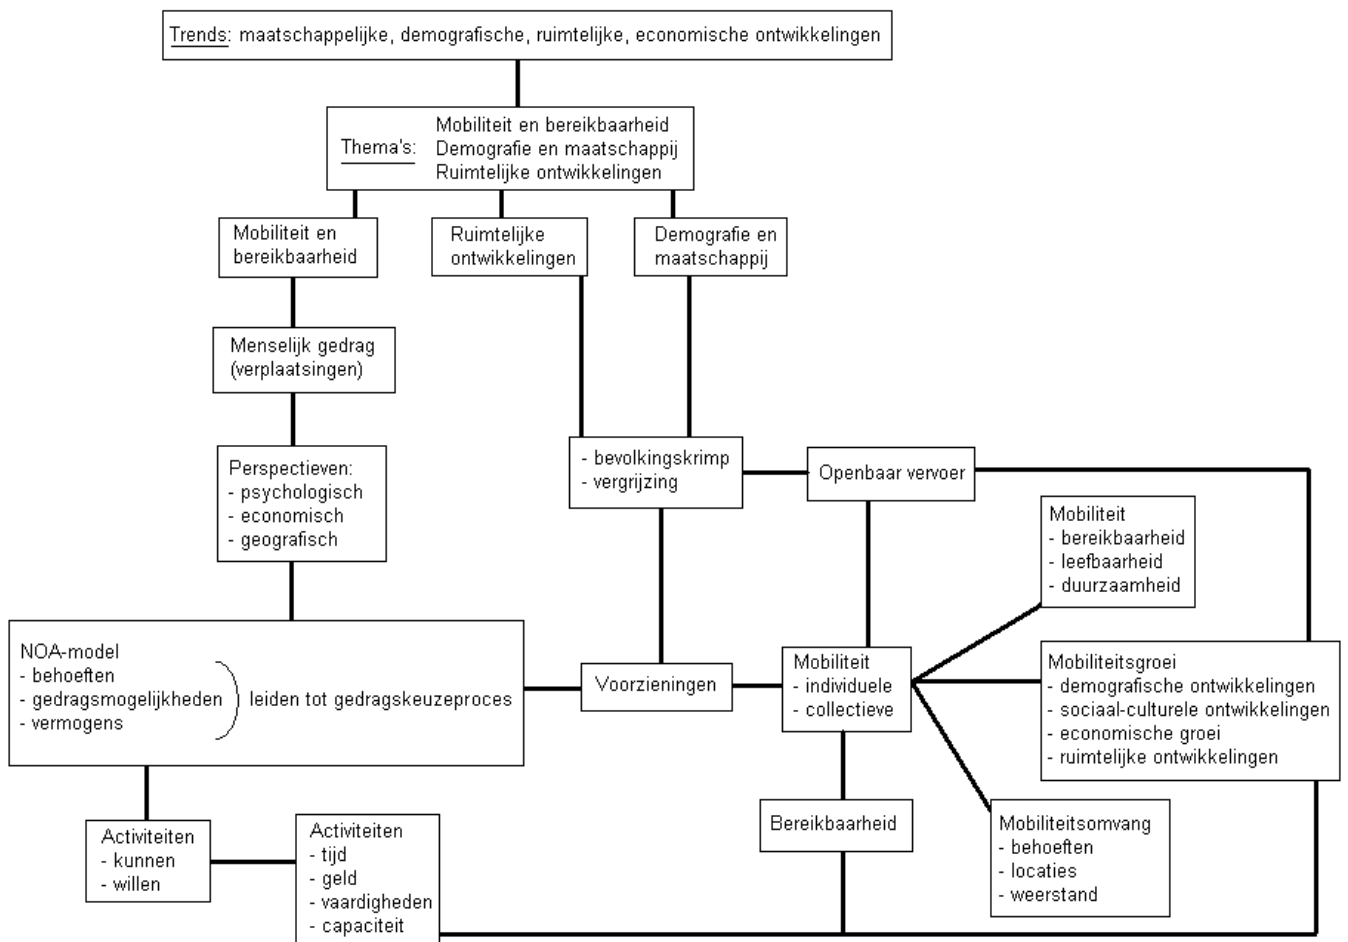 Trends: maatschappelijke, demografische, ruimtelijke, economische ontwikkelingen
Thema's:
Mobiliteit en bereikbaarheid
Demografie en maatschappij
Ruimtelijke ontwikkelingen
Mobiliteit en
bereikbaarheid
Ruimtelijke
ontwikkelingen
Demografie en
maatschappij
Menselijk gedrag
(verplaatsingen)
Perspectieven:
- psychologisch
- economisch
- geografisch
- bevolkingskrimp
- vergrijzing
Openbaar vervoer
Mobiliteit
- bereikbaarheid
- leefbaarheid
- duurzaamheid
NOA-model
- behoeften
- gedragsmogelijkheden
- vermogens
leiden tot gedragskeuzeproces
Voorzieningen
Mobiliteit
- individuele
- collectieve
Mobiliteitsgroei
- demografische ontwikkelingen
- sociaal-culturele ontwikkelingen
- economische groei
- ruimtelijke ontwikkelingen
Activiteiten
- kunnen
- willen
Activiteiten
- tijd
- geld
- vaardigheden
- capaciteit
Bereikbaarheid
Mobiliteitsomvang
- behoeften
- locaties
- weerstand